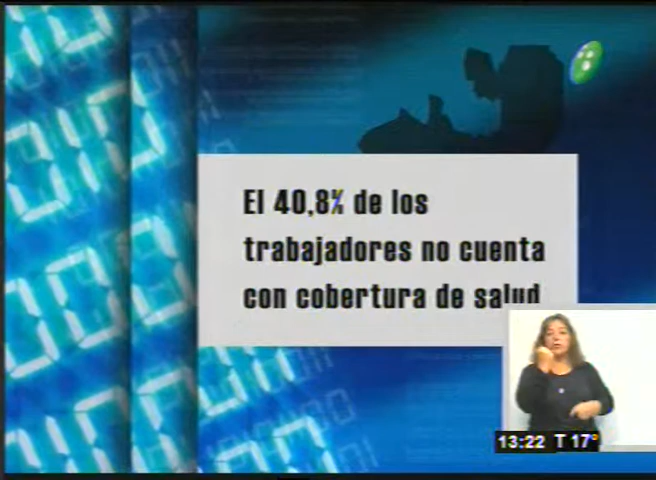 El 40,8% de los
trabajadores no cuenta
con cobertura de salud
13:22 T 17°